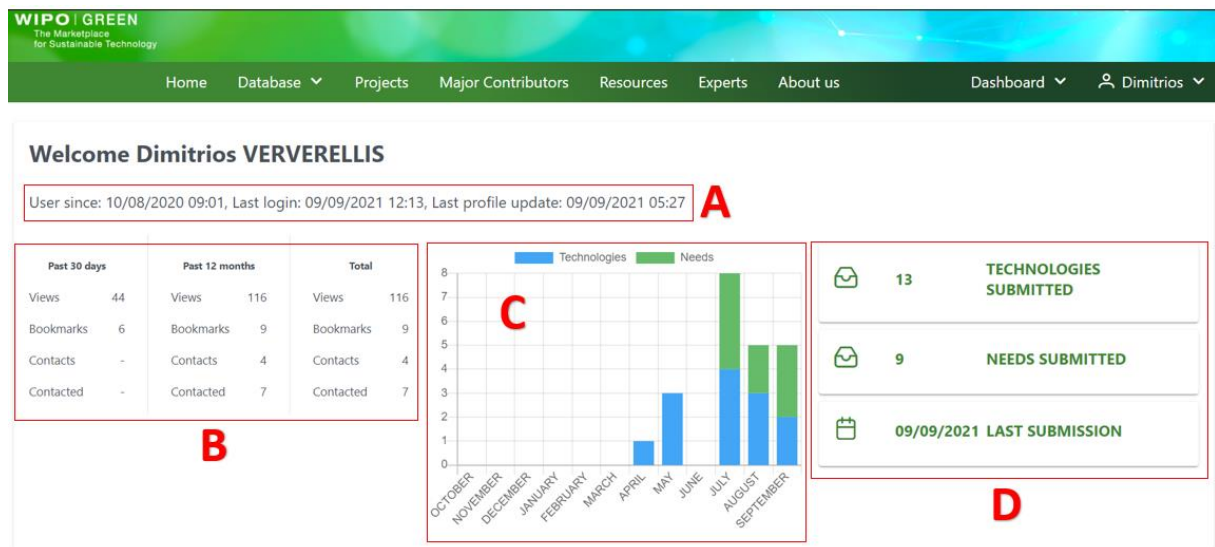 WIPO | GREEN
The Marketplace
for Sustainable Technology
Home Database Projects Major Contributors Resources Experts About us Dashboard Dimitrios
Welcome Dimitrios VERVERELLIS
User since: 10/08/2020 09:01, Last login: 09/09/2021 12:13, Last profile update: 09/09/2021 05:27
A
Past 30 days Past 12 months Total
Views 44 Views 116 Views 116
Bookmarks 6 Bookmarks 9 Bookmarks 9
Contacts - Contacts 4 Contacts 4
Contacted - Contacted 7 Contacted 7
B
Technologies Needs
8
7
6
5
4
3
2
1
0
OCTOBER
NOVEMBER
DECEMBER
JANUARY
FEBRUARY
MARCH
APRIL
MAY
JUNE
JULY
AUGUST
SEPTEMBER
C
13 TECHNOLOGIES
SUBMITTED
9 NEEDS SUBMITTED
09/09/2021 LAST SUBMISSION
D